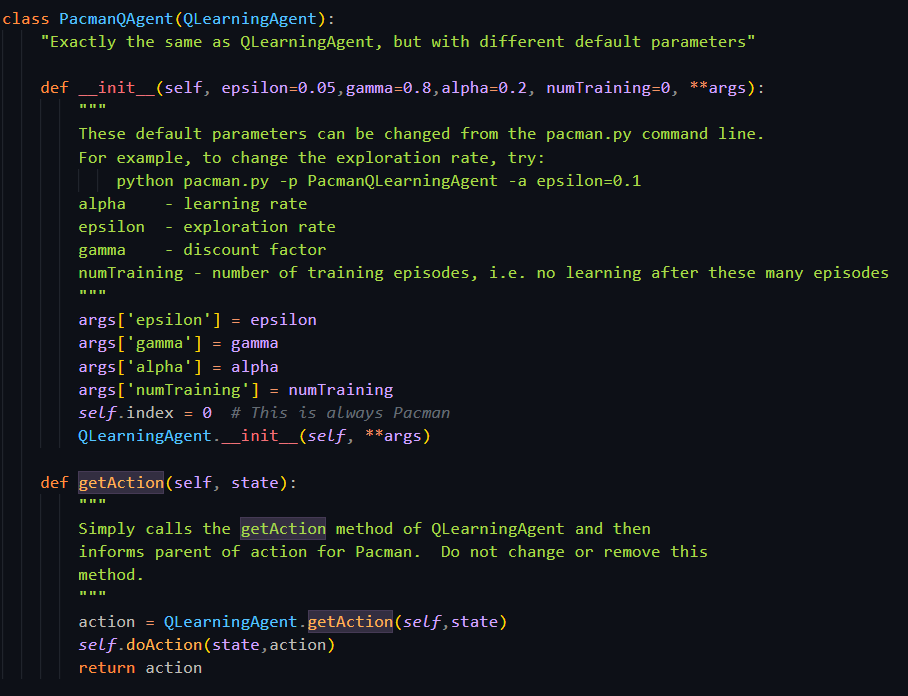 class PacmanQAgent(QLearningAgent):
    "Exactly the same as QLearningAgent, but with different default parameters"

    def __init__(self, epsilon=0.05,gamma=0.8,alpha=0.2, numTraining=0, **args):
        """
        These default parameters can be changed from the pacman.py command line.
        For example, to change the exploration rate, try:
            python pacman.py -p PacmanQLearningAgent -a epsilon=0.1
        alpha    - learning rate
        epsilon  - exploration rate
        gamma    - discount factor
        numTraining - number of training episodes, i.e. no learning after these many episodes
        """
        args['epsilon'] = epsilon
        args['gamma'] = gamma
        args['alpha'] = alpha
        args['numTraining'] = numTraining
        self.index = 0  # This is always Pacman
        QLearningAgent.__init__(self, **args)

    def getAction(self, state):
        """
        Simply calls the getAction method of QLearningAgent and then
        informs parent of action for Pacman.  Do not change or remove this
        method.
        """
        action = QLearningAgent.getAction(self,state)
        self.doAction(state,action)
        return action